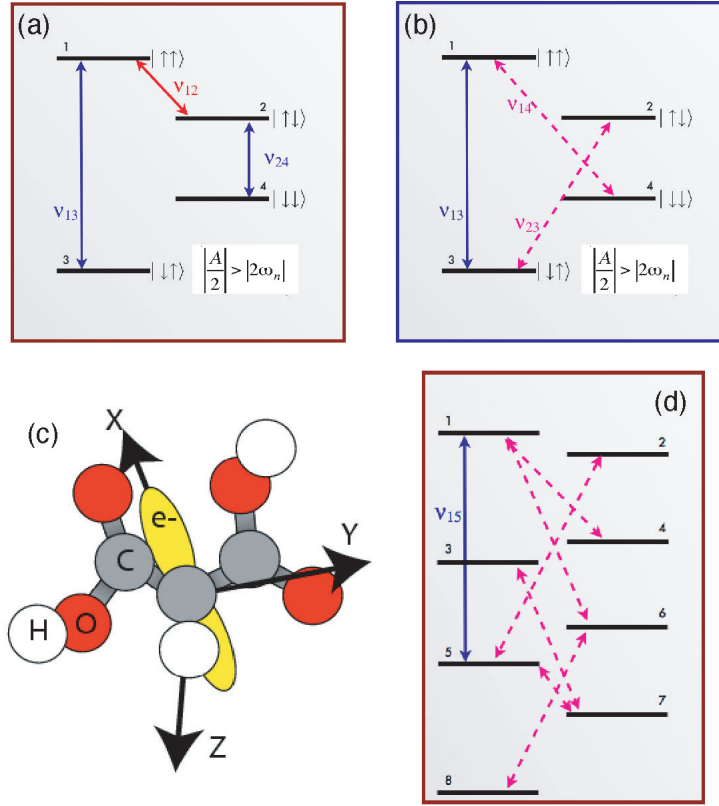 (a)
1
|↑↑⟩
ν12
2
|↑↓⟩
ν24
4
|↓↓⟩
ν13
3
|↓↑⟩
|A/2| > |2ωn|
(b)
1
|↑↑⟩
ν14
2
|↑↓⟩
4
|↓↓⟩
ν13
ν23
3
|↓↑⟩
|A/2| > |2ωn|
(c)
X
e-
Y
C
H
O
Z
(d)
1
2
ν15
4
3
6
5
7
8